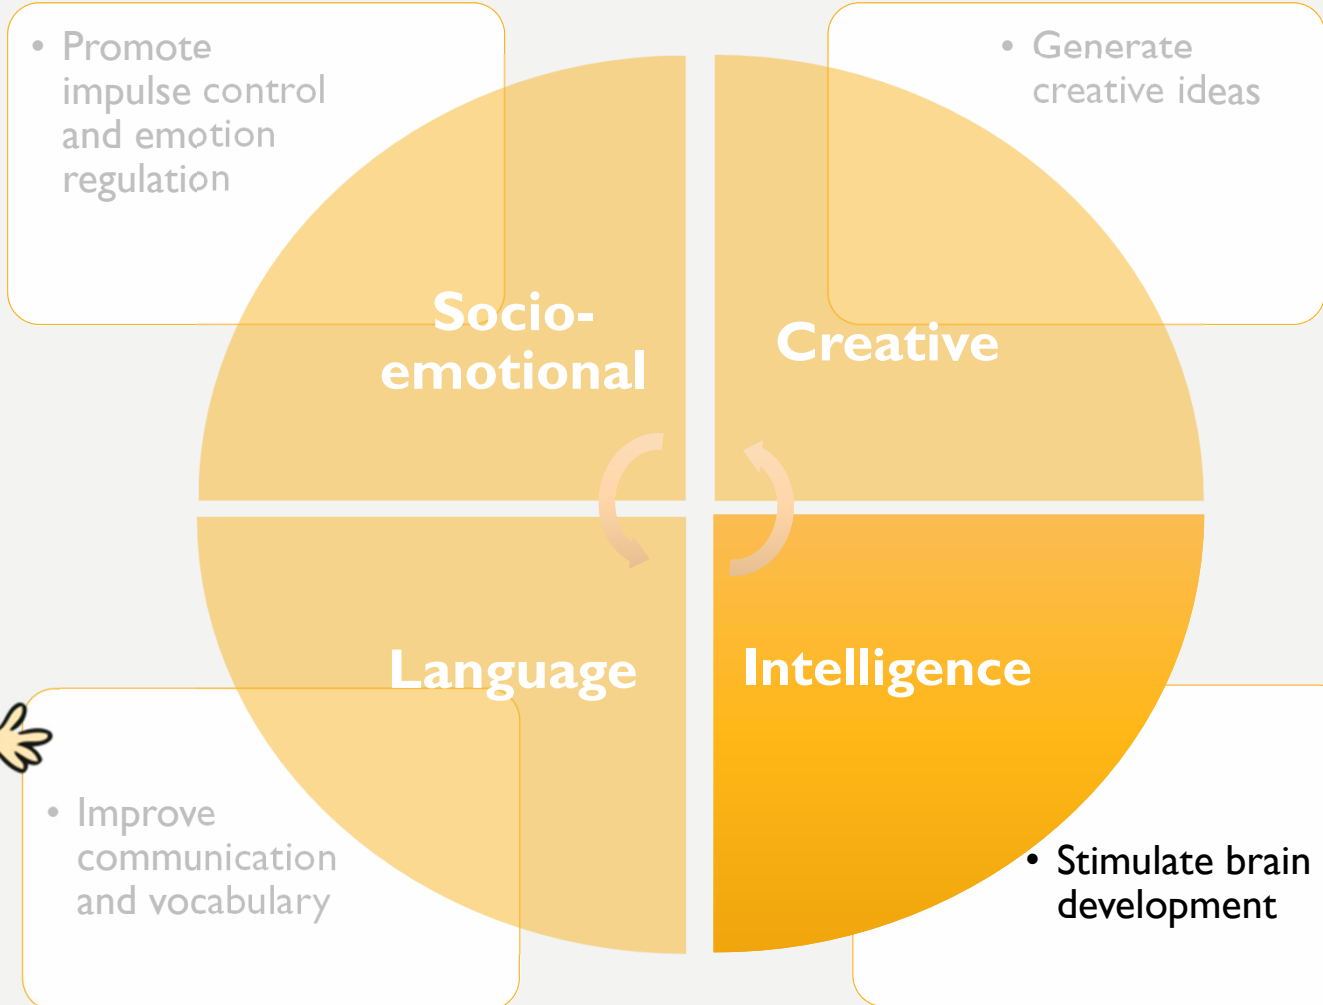 • Promote
impulse control
and emotion
regulation
• Generate
creative ideas
Socio-
emotional
Creative
Language
Intelligence
• Improve
communication
and vocabulary
• Stimulate brain
development